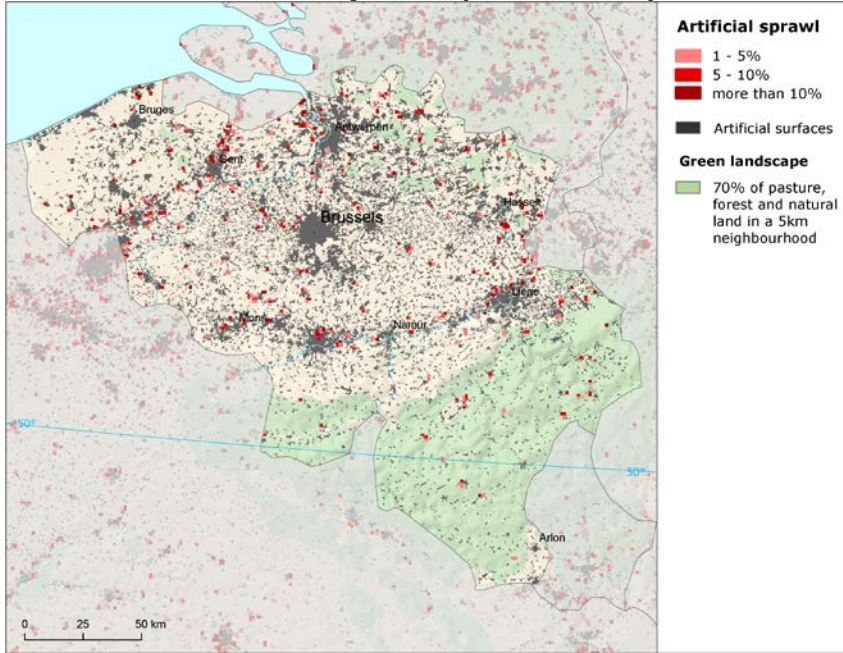 Artificial sprawl
1 - 5%
5 - 10%
more than 10%
Artificial surfaces
Green landscape
70% of pasture,
forest and natural
land in a 5km
neighbourhood
Bruges
Antwerpen
Gent
Hasselt
Brussels
Liege
Mons
Namur
50°
50°
Arlon
0 25 50 km